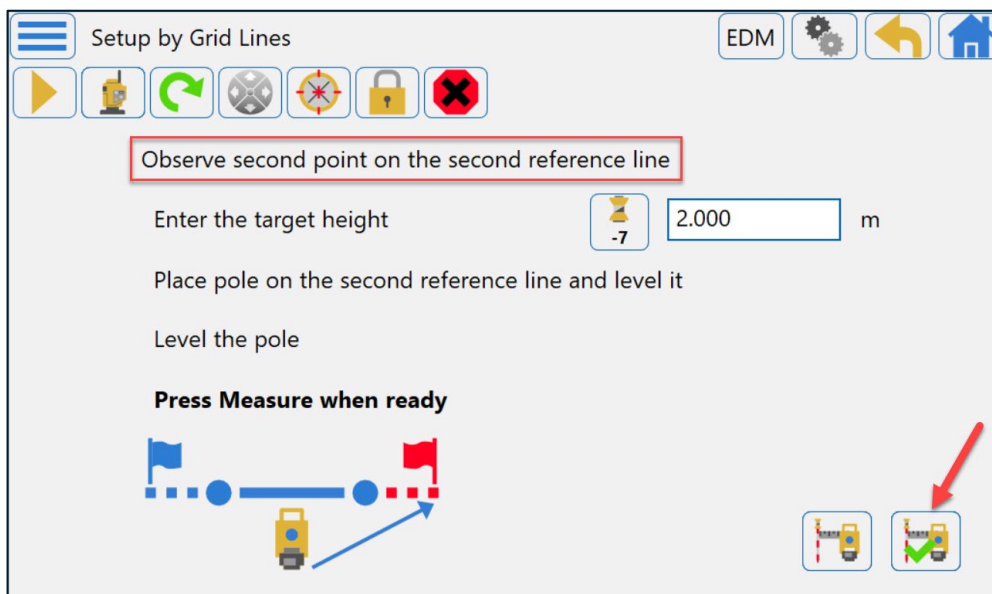 Setup by Grid Lines
EDM
Observe second point on the second reference line
Enter the target height
-7
2.000
m
Place pole on the second reference line and level it
Level the pole
Press Measure when ready